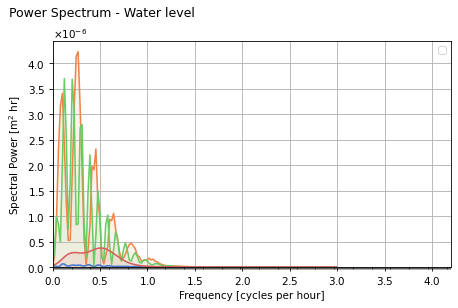 Power Spectrum - Water level
×10⁻⁶
4.0
3.5
3.0
2.5
2.0
1.5
1.0
0.5
0.0
Spectral Power [m² hr]
0.0 0.5 1.0 1.5 2.0 2.5 3.0 3.5 4.0
Frequency [cycles per hour]